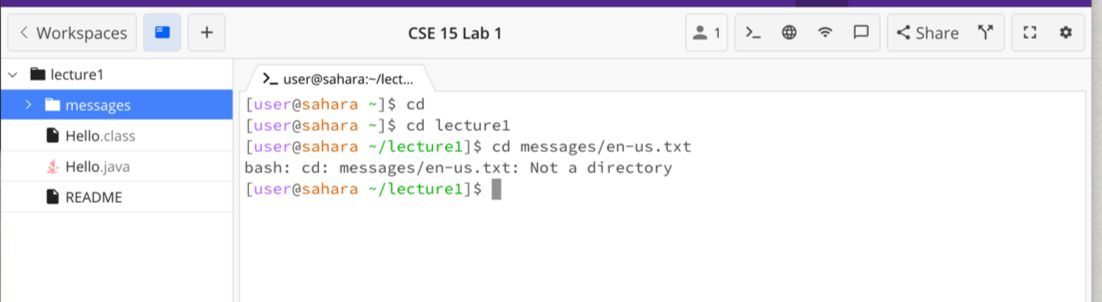 Workspaces
CSE 15 Lab 1
1
Share
lecture1
messages
Hello.class
Hello.java
README
user@sahara:~/lect...
[user@sahara ~]$ cd
[user@sahara ~]$ cd lecture1
[user@sahara ~/lecture1]$ cd messages/en-us.txt
bash: cd: messages/en-us.txt: Not a directory
[user@sahara ~/lecture1]$